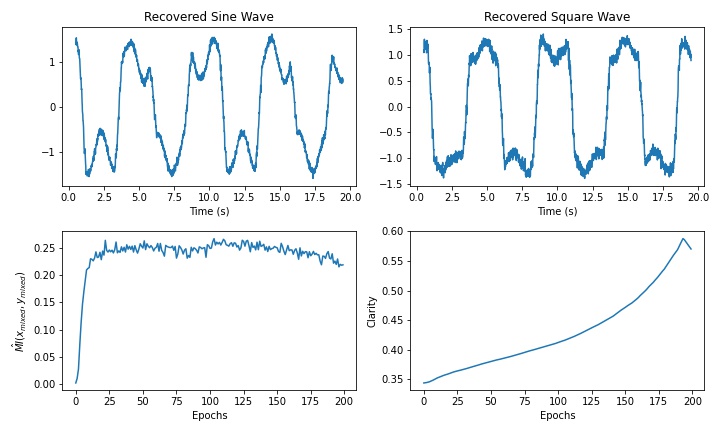 Recovered Sine Wave
1
0
−1
0.0 2.5 5.0 7.5 10.0 12.5 15.0 17.5 20.0
Time (s)
Recovered Square Wave
1.5
1.0
0.5
0.0
−0.5
−1.0
−1.5
0.0 2.5 5.0 7.5 10.0 12.5 15.0 17.5 20.0
Time (s)
M̂I(x_mixed, y_mixed)
0.25
0.20
0.15
0.10
0.05
0.00
0 25 50 75 100 125 150 175 200
Epochs
Clarity
0.60
0.55
0.50
0.45
0.40
0.35
0 25 50 75 100 125 150 175 200
Epochs